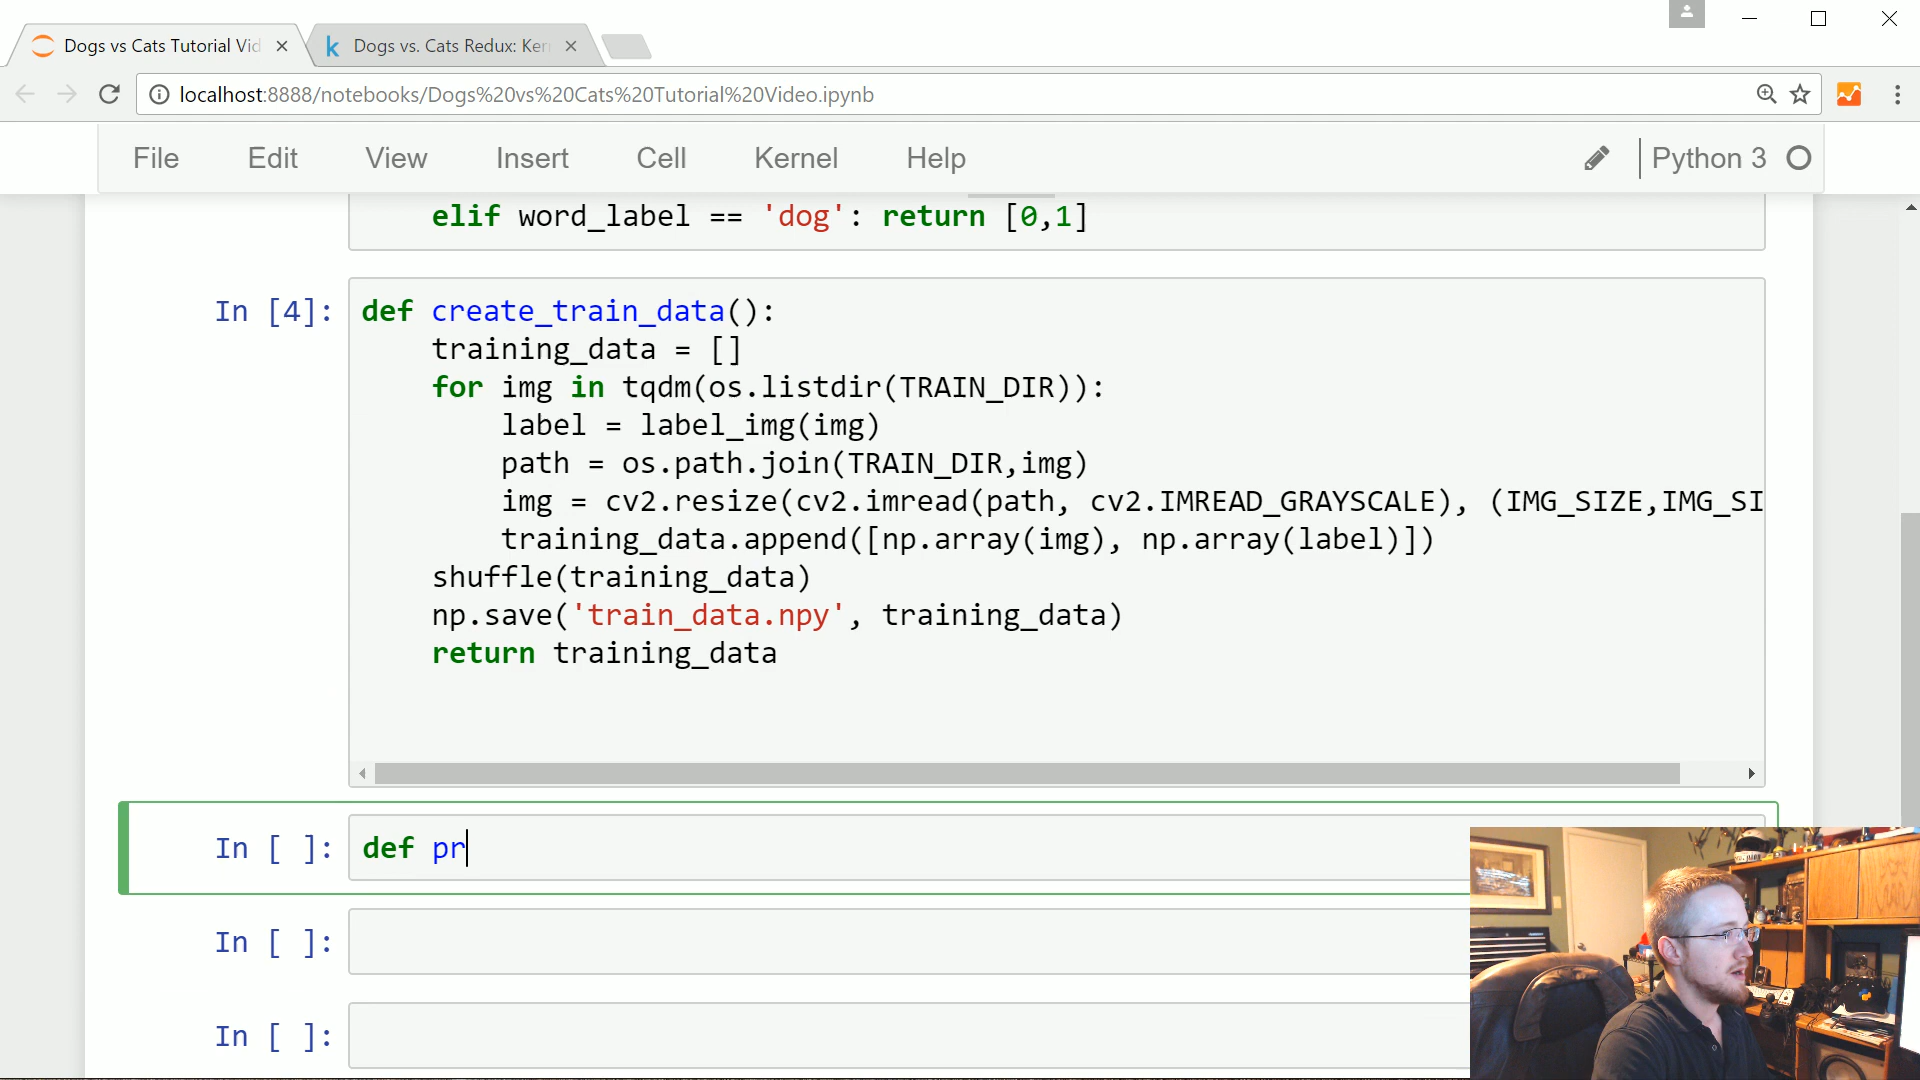 Dogs vs Cats Tutorial Vid
Dogs vs. Cats Redux: Ker
localhost:8888/notebooks/Dogs%20vs%20Cats%20Tutorial%20Video.ipynb
File Edit View Insert Cell Kernel Help Python 3
elif word_label == 'dog': return [0,1]
In [4]: def create_train_data():
training_data = []
for img in tqdm(os.listdir(TRAIN_DIR)):
label = label_img(img)
path = os.path.join(TRAIN_DIR,img)
img = cv2.resize(cv2.imread(path, cv2.IMREAD_GRAYSCALE), (IMG_SIZE,IMG_SI
training_data.append([np.array(img), np.array(label)])
shuffle(training_data)
np.save('train_data.npy', training_data)
return training_data
In [ ]: def pr
In [ ]:
In [ ]: